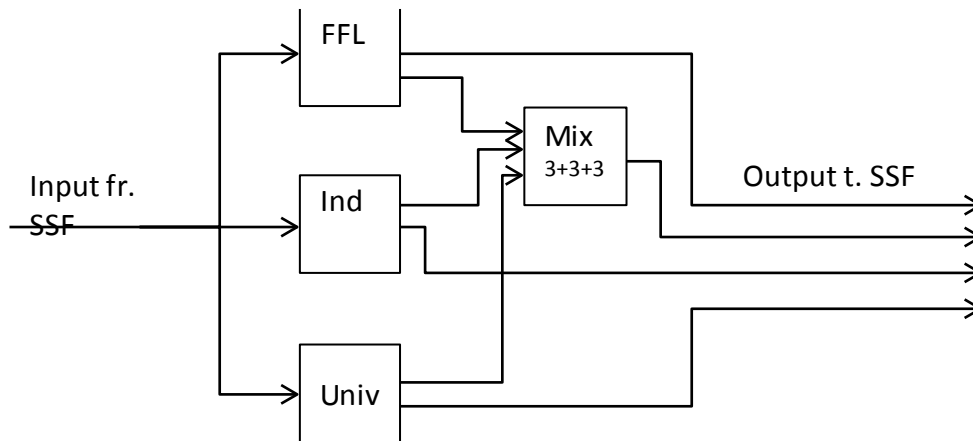 FFL
Mix
3+3+3
Input fr.
SSF
Ind
Output t. SSF
Univ